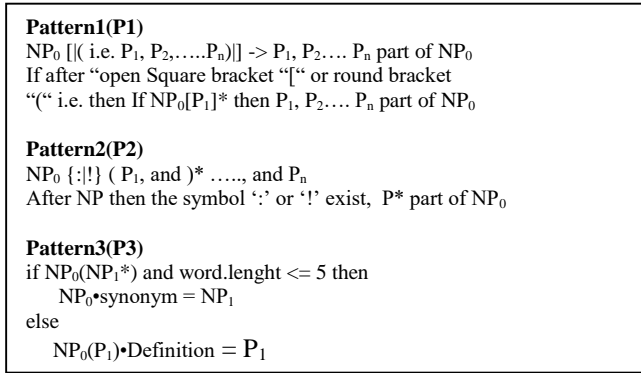 Pattern1(P1)
NP₀ [|( i.e. P₁, P₂,…..Pₙ)|] -> P₁, P₂…. Pₙ part of NP₀
If after “open Square bracket “[“ or round bracket
“(“ i.e. then If NP₀[P₁]* then P₁, P₂…. Pₙ part of NP₀
Pattern2(P2)
NP₀ {:|!} ( P₁, and )* ….., and Pₙ
After NP then the symbol ‘:’ or ‘!’ exist,  P* part of NP₀
Pattern3(P3)
if NP₀(NP₁*) and word.lenght <= 5 then
NP₀•synonym = NP₁
else
NP₀(P₁)•Definition = P₁